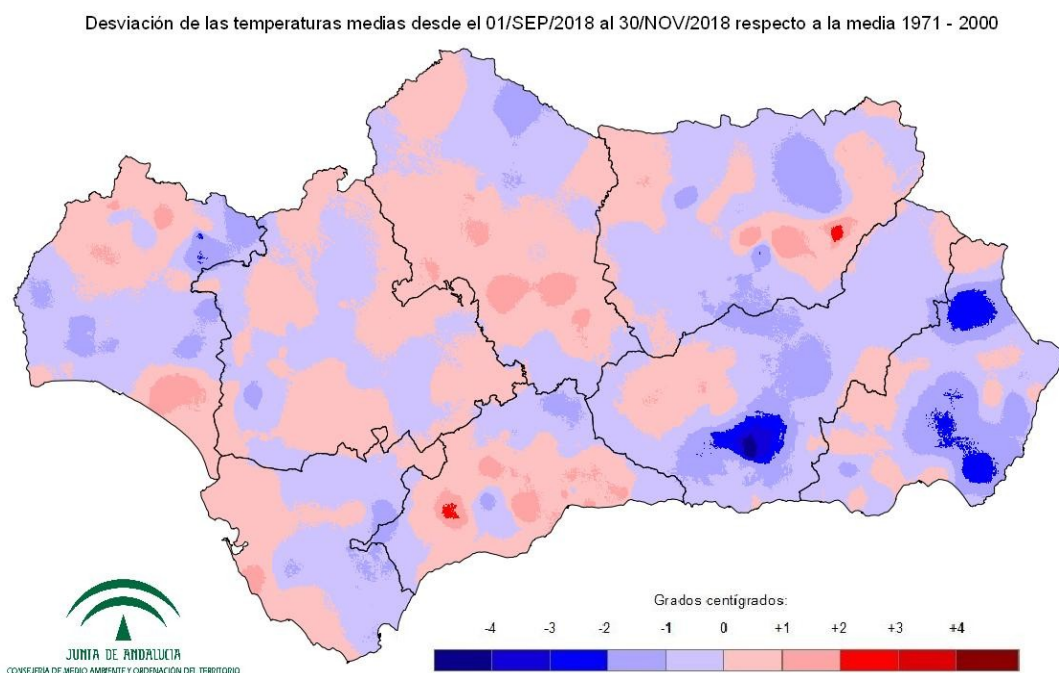 Desviación de las temperaturas medias desde el 01/SEP/2018 al 30/NOV/2018 respecto a la media 1971 - 2000
Grados centígrados:
-4 -3 -2 -1 0 +1 +2 +3 +4
JUNTA DE ANDALUCIA
CONSEJERÍA DE MEDIO AMBIENTE Y ORDENACIÓN DEL TERRITORIO